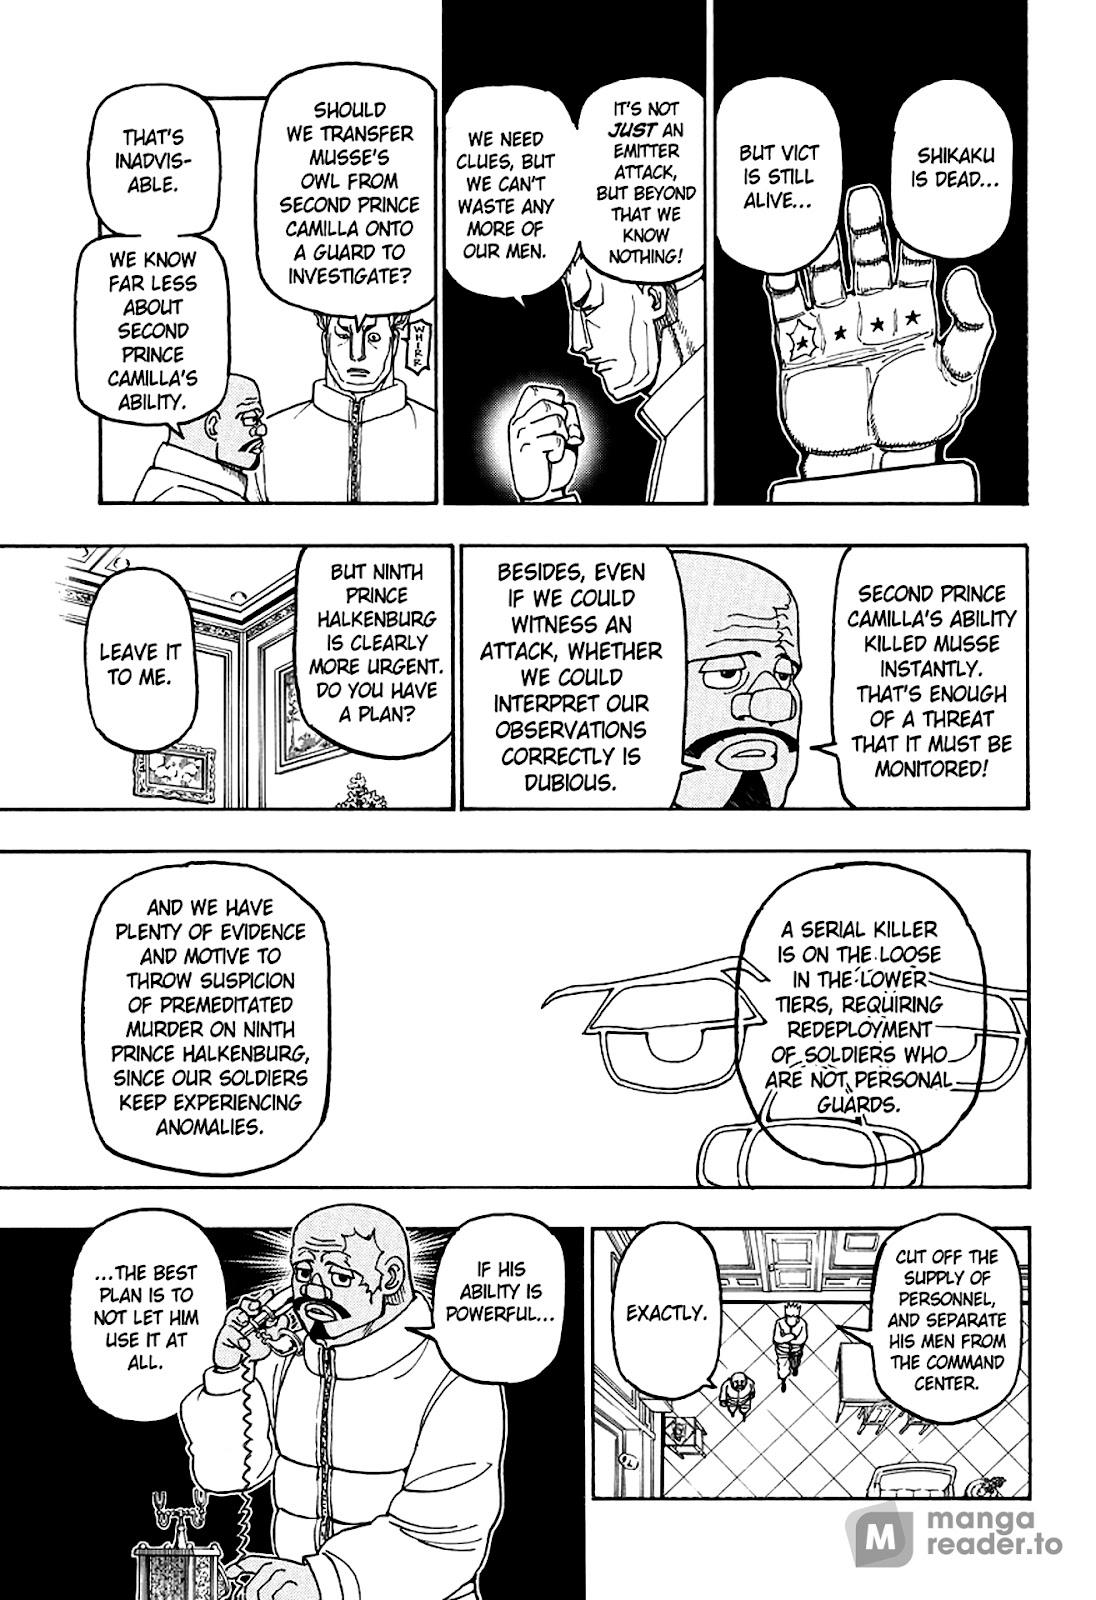 SHIKAKU
IS DEAD...
BUT VICT
IS STILL
ALIVE...
IT'S NOT
JUST AN
EMITTER
ATTACK,
BUT BEYOND
THAT WE
KNOW
NOTHING!
WE NEED
CLUES, BUT
WE CAN'T
WASTE ANY
MORE OF
OUR MEN.
SHOULD
WE TRANSFER
MUSSE'S
OWL FROM
SECOND PRINCE
CAMILLA ONTO
A GUARD TO
INVESTIGATE?
WHIRR
THAT'S
INADVIS-
ABLE.
WE KNOW
FAR LESS
ABOUT
SECOND
PRINCE
CAMILLA'S
ABILITY.
SECOND PRINCE
CAMILLA'S ABILITY
KILLED MUSSE
INSTANTLY.
THAT'S ENOUGH
OF A THREAT
THAT IT MUST BE
MONITORED!
BESIDES, EVEN
IF WE COULD
WITNESS AN
ATTACK, WHETHER
WE COULD
INTERPRET OUR
OBSERVATIONS
CORRECTLY IS
DUBIOUS.
BUT NINTH
PRINCE
HALKENBURG
IS CLEARLY
MORE URGENT.
DO YOU HAVE
A PLAN?
LEAVE IT
TO ME.
A SERIAL KILLER
IS ON THE LOOSE
IN THE LOWER
TIERS, REQUIRING
REDEPLOYMENT
OF SOLDIERS WHO
ARE NOT PERSONAL
GUARDS.
AND WE HAVE
PLENTY OF EVIDENCE
AND MOTIVE TO
THROW SUSPICION
OF PREMEDITATED
MURDER ON NINTH
PRINCE HALKENBURG,
SINCE OUR SOLDIERS
KEEP EXPERIENCING
ANOMALIES.
CUT OFF THE
SUPPLY OF
PERSONNEL,
AND SEPARATE
HIS MEN FROM
THE COMMAND
CENTER.
EXACTLY.
IF HIS
ABILITY IS
POWERFUL...
...THE BEST
PLAN IS TO
NOT LET HIM
USE IT AT
ALL.
M manga
reader.to